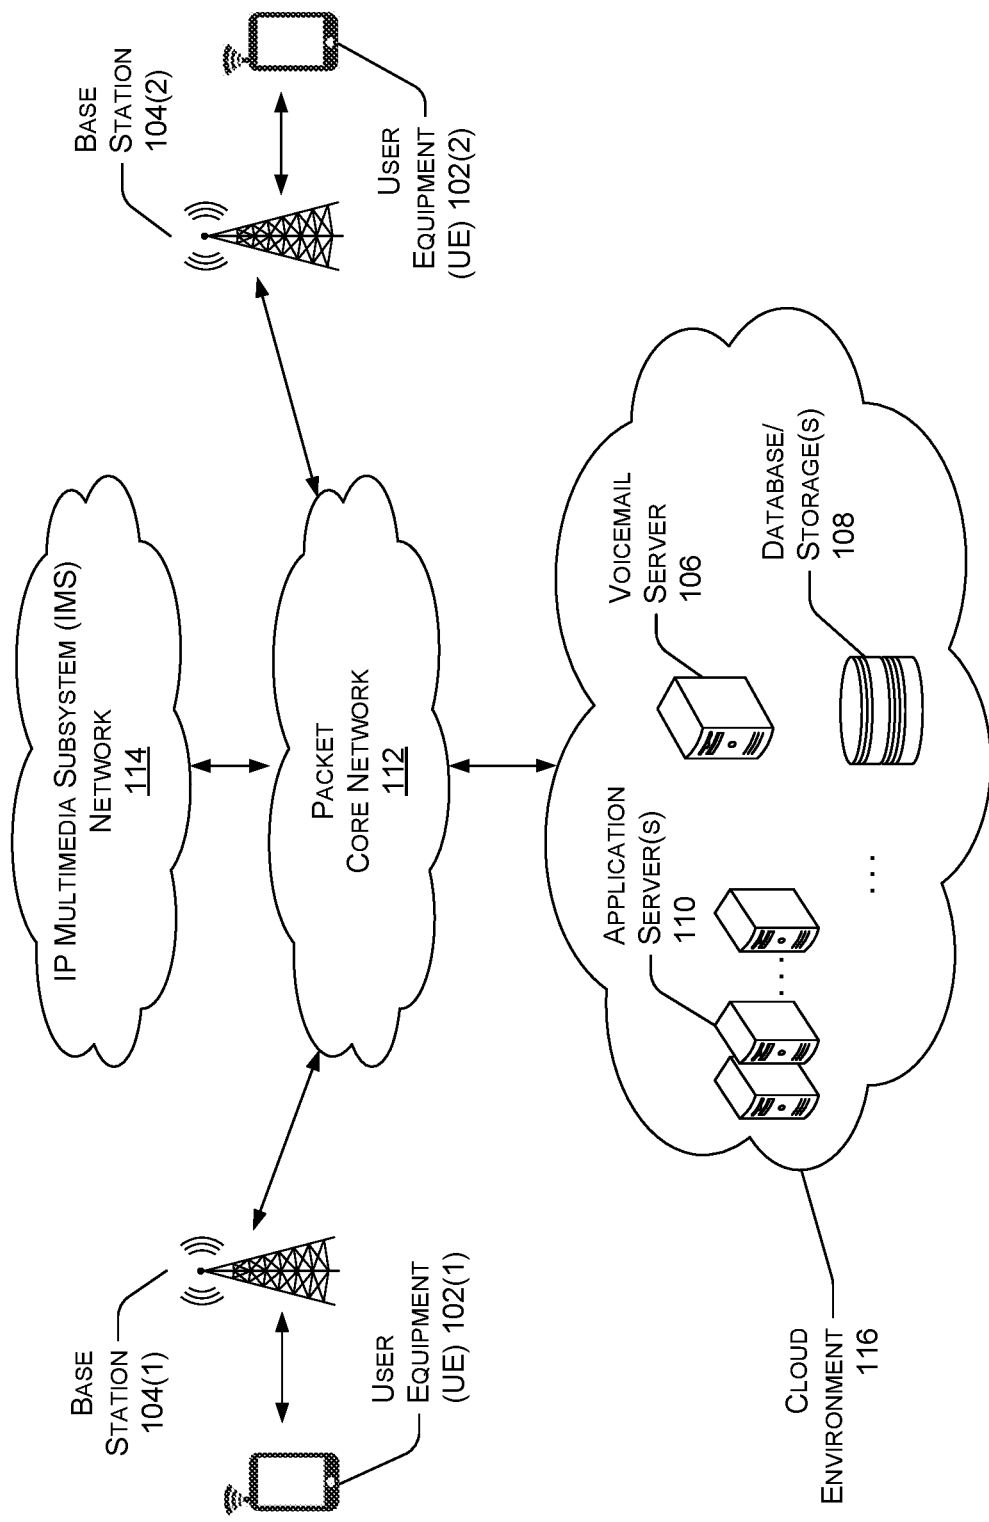 IP MULTIMEDIA SUBSYSTEM (IMS)
NETWORK
114
BASE
STATION
104(1)
BASE
STATION
104(2)
PACKET
CORE NETWORK
112
USER
EQUIPMENT
(UE) 102(1)
USER
EQUIPMENT
(UE) 102(2)
APPLICATION
SERVER(S)
110
VOICEMAIL
SERVER
106
DATABASE/
STORAGE(S)
108
CLOUD
ENVIRONMENT
116